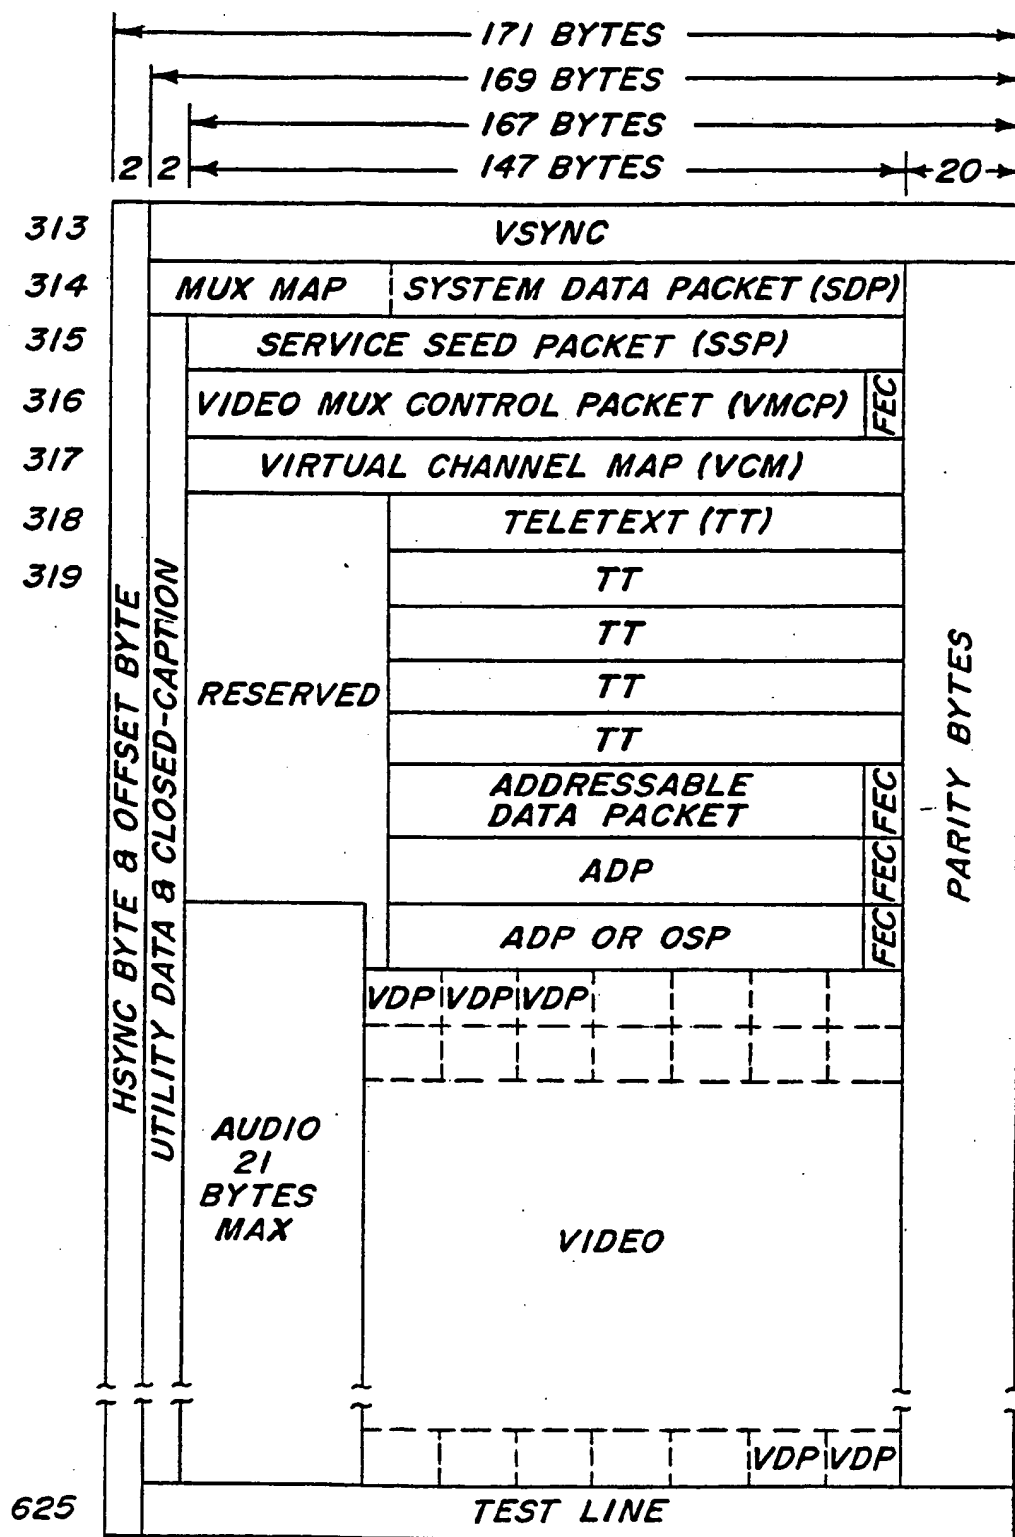 171 BYTES
169 BYTES
167 BYTES
2 2 147 BYTES 20
313 VSYNC
314 MUX MAP SYSTEM DATA PACKET (SDP)
315 SERVICE SEED PACKET (SSP)
316 VIDEO MUX CONTROL PACKET (VMCP) FEC
317 VIRTUAL CHANNEL MAP (VCM)
318 TELETEXT (TT)
319 TT
TT
TT
TT
RESERVED
ADDRESSABLE
DATA PACKET FEC
ADP FEC
ADP OR OSP FEC
VDP VDP VDP
HSYNC BYTE & OFFSET BYTE
UTILITY DATA & CLOSED-CAPTION
PARITY BYTES
AUDIO
21
BYTES
MAX
VIDEO
VDP VDP
625 TEST LINE